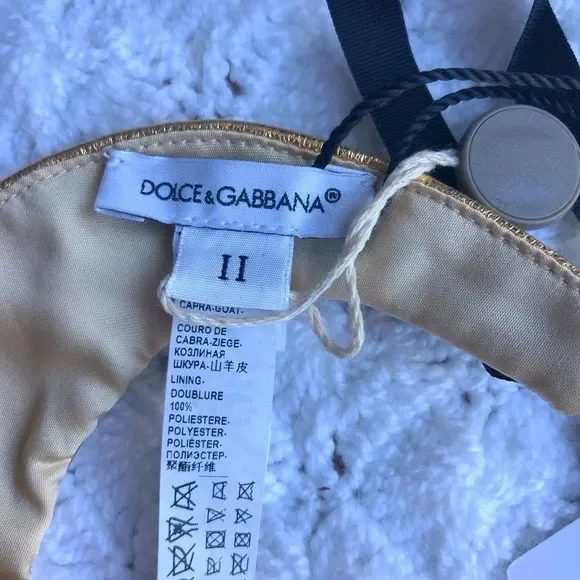 DOLCE & GABBANA®
II
CAPRA-GOAT-
COURO DE
CABRA-ZIEGE-
КОЗЛИНАЯ
ШКУРА-山羊皮
LINING-
DOUBLURE
100%
POLIESTERE-
POLYESTER-
POLIÉSTER-
ПОЛИЭСТЕР-
聚酯纤维